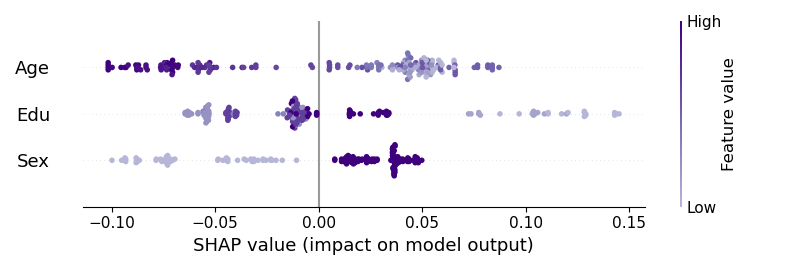 High
Age
Edu
Sex
Feature value
Low
−0.10 −0.05 0.00 0.05 0.10 0.15
SHAP value (impact on model output)